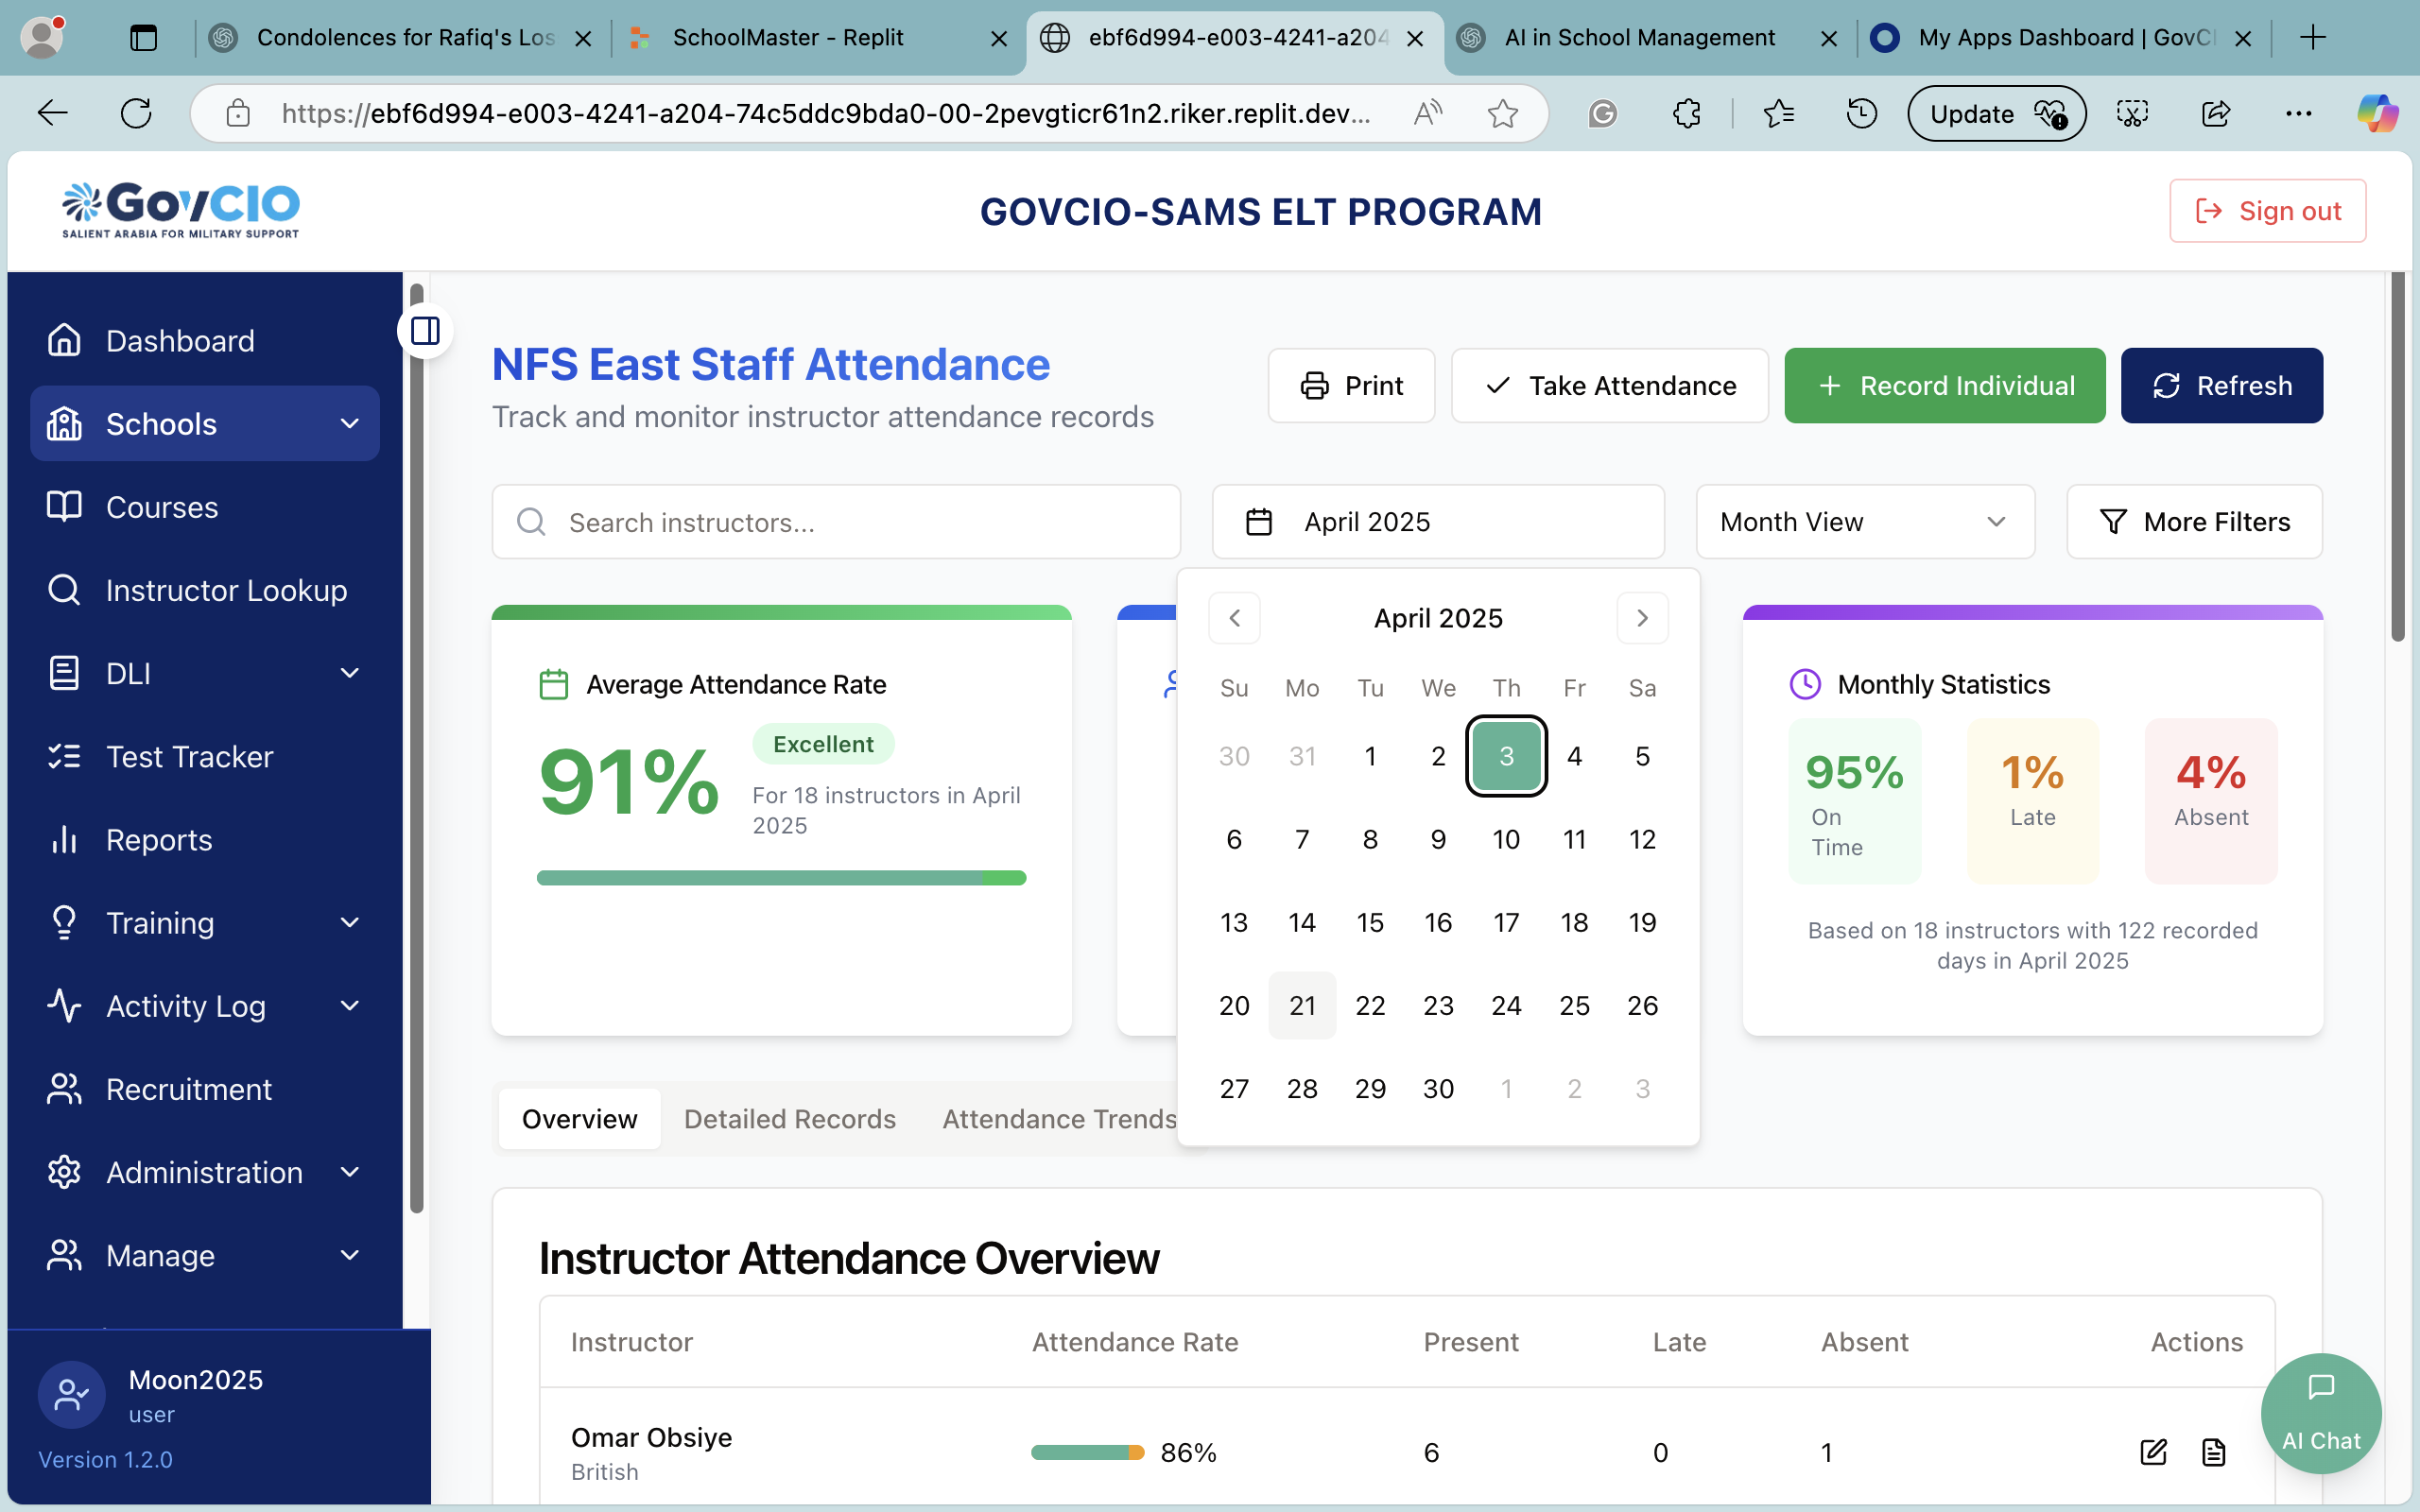 Condolences for Rafiq's Los
SchoolMaster - Replit
ebf6d994-e003-4241-a204
AI in School Management
My Apps Dashboard | GovCI
https://ebf6d994-e003-4241-a204-74c5ddc9bda0-00-2pevgticr61n2.riker.replit.dev...
Update
GovCIO
SALIENT ARABIA FOR MILITARY SUPPORT
GOVCIO-SAMS ELT PROGRAM
Sign out
Dashboard
Schools
Courses
Instructor Lookup
DLI
Test Tracker
Reports
Training
Activity Log
Recruitment
Administration
Manage
Moon2025
user
Version 1.2.0
NFS East Staff Attendance
Track and monitor instructor attendance records
Print
Take Attendance
Record Individual
Refresh
Search instructors...
April 2025
Month View
More Filters
Average Attendance Rate
91%
Excellent
For 18 instructors in April
2025
April 2025
Su Mo Tu We Th Fr Sa
30 31 1 2 3 4 5
6 7 8 9 10 11 12
13 14 15 16 17 18 19
20 21 22 23 24 25 26
27 28 29 30 1 2 3
Monthly Statistics
95%
On
Time
1%
Late
4%
Absent
Based on 18 instructors with 122 recorded
days in April 2025
Overview
Detailed Records
Attendance Trends
Instructor Attendance Overview
Instructor Attendance Rate Present Late Absent Actions
Omar Obsiye
British
86% 6 0 1
AI Chat